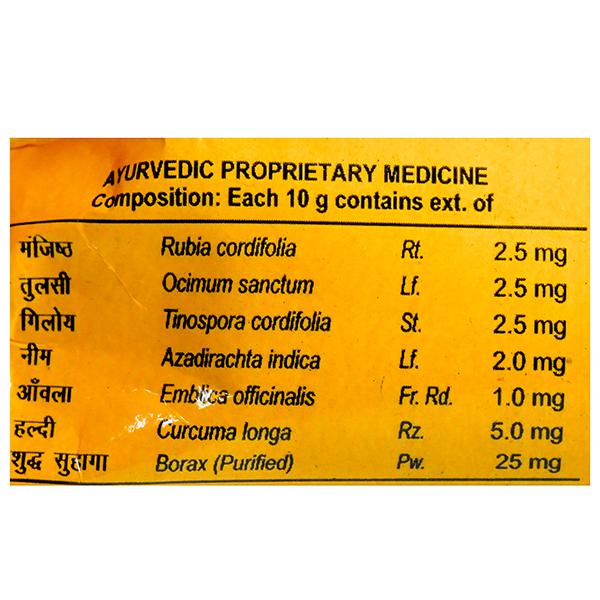 AYURVEDIC PROPRIETARY MEDICINE
Composition: Each 10 g contains ext. of
मंजिष्ठ Rubia cordifolia Rt. 2.5 mg
तुलसी Ocimum sanctum Lf. 2.5 mg
गिलोय Tinospora cordifolia St. 2.5 mg
नीम Azadirachta indica Lf. 2.0 mg
आँवला Emblica officinalis Fr. Rd. 1.0 mg
हल्दी Curcuma longa Rz. 5.0 mg
शुद्ध सुहागा Borax (Purified) Pw. 25 mg